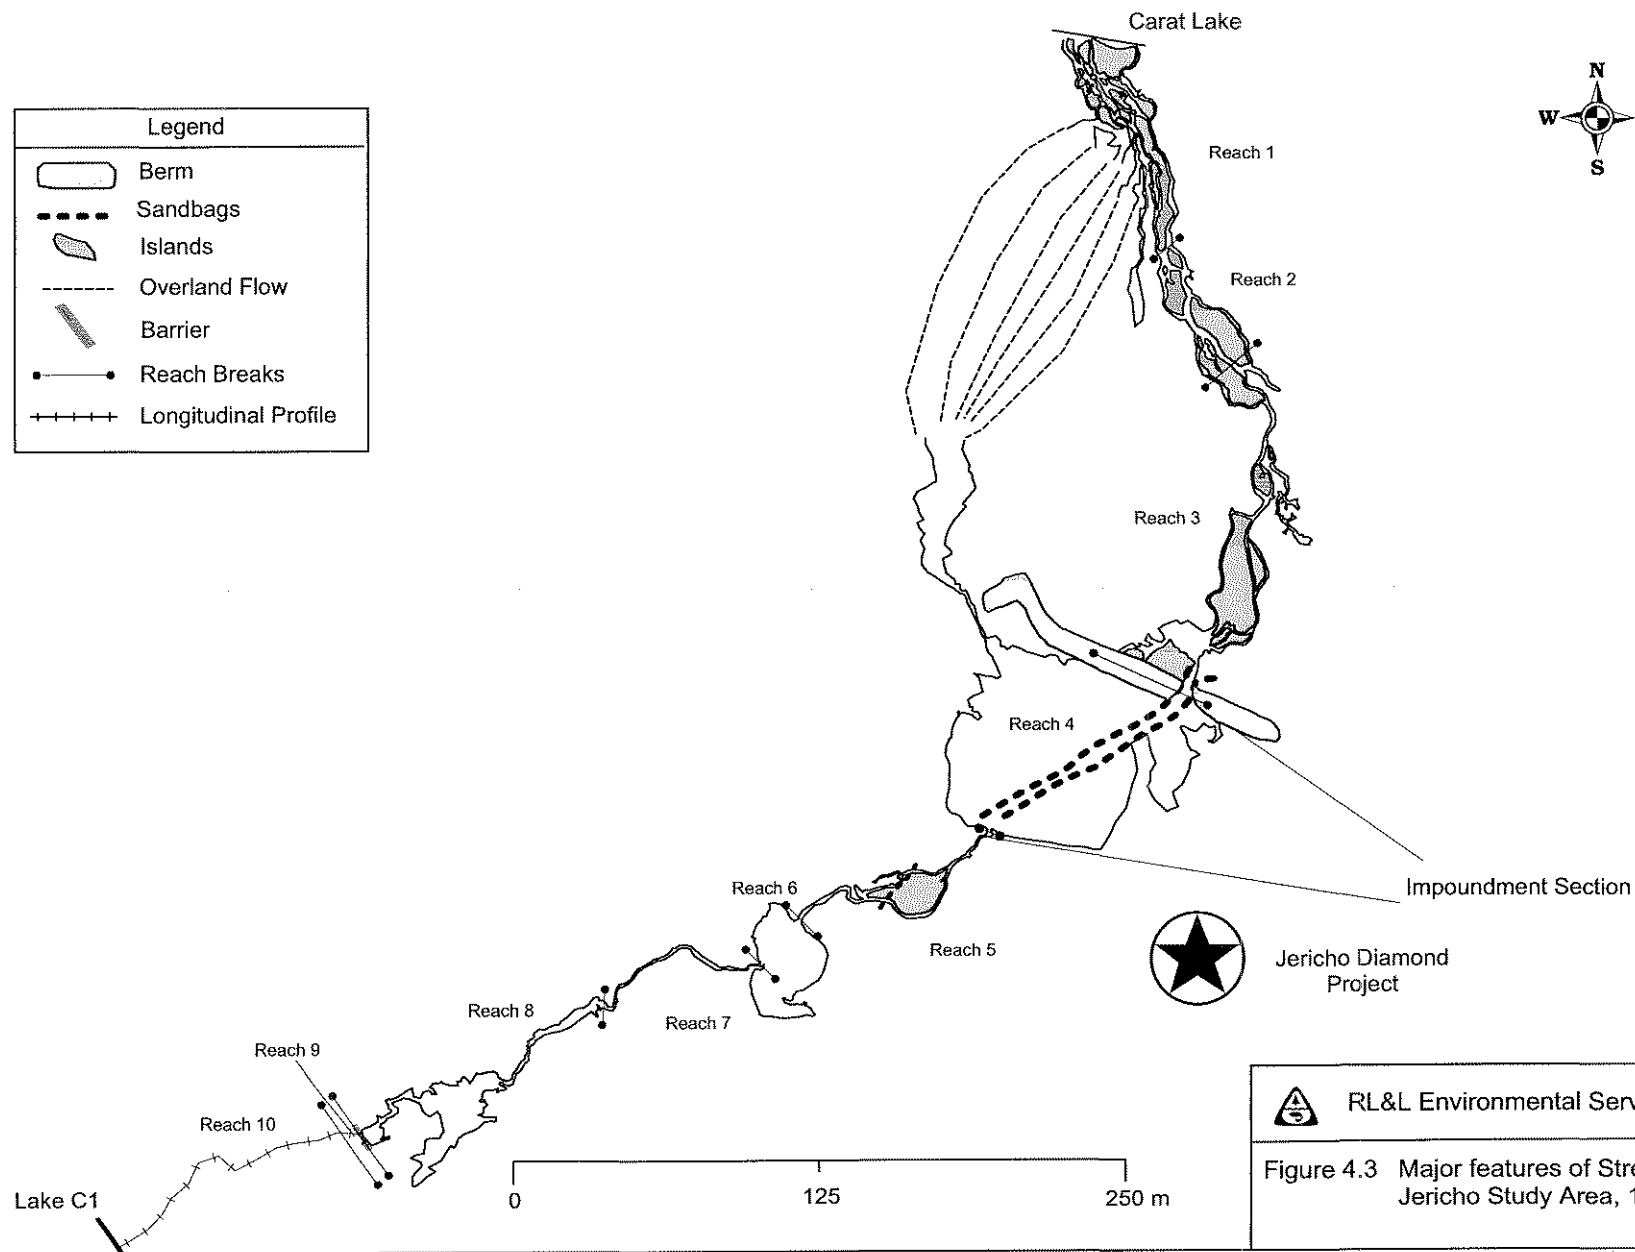 Carat Lake
N
W
S
Legend
Berm
Sandbags
Islands
Overland Flow
Barrier
Reach Breaks
Longitudinal Profile
Reach 1
Reach 2
Reach 3
Reach 4
Impoundment Section
Reach 6
Reach 5
Jericho Diamond
Project
Reach 8
Reach 7
Reach 9
Reach 10
Lake C1
0
125
250 m
RL&L Environmental
Figure 4.3 Major features of
Jericho Study Area,